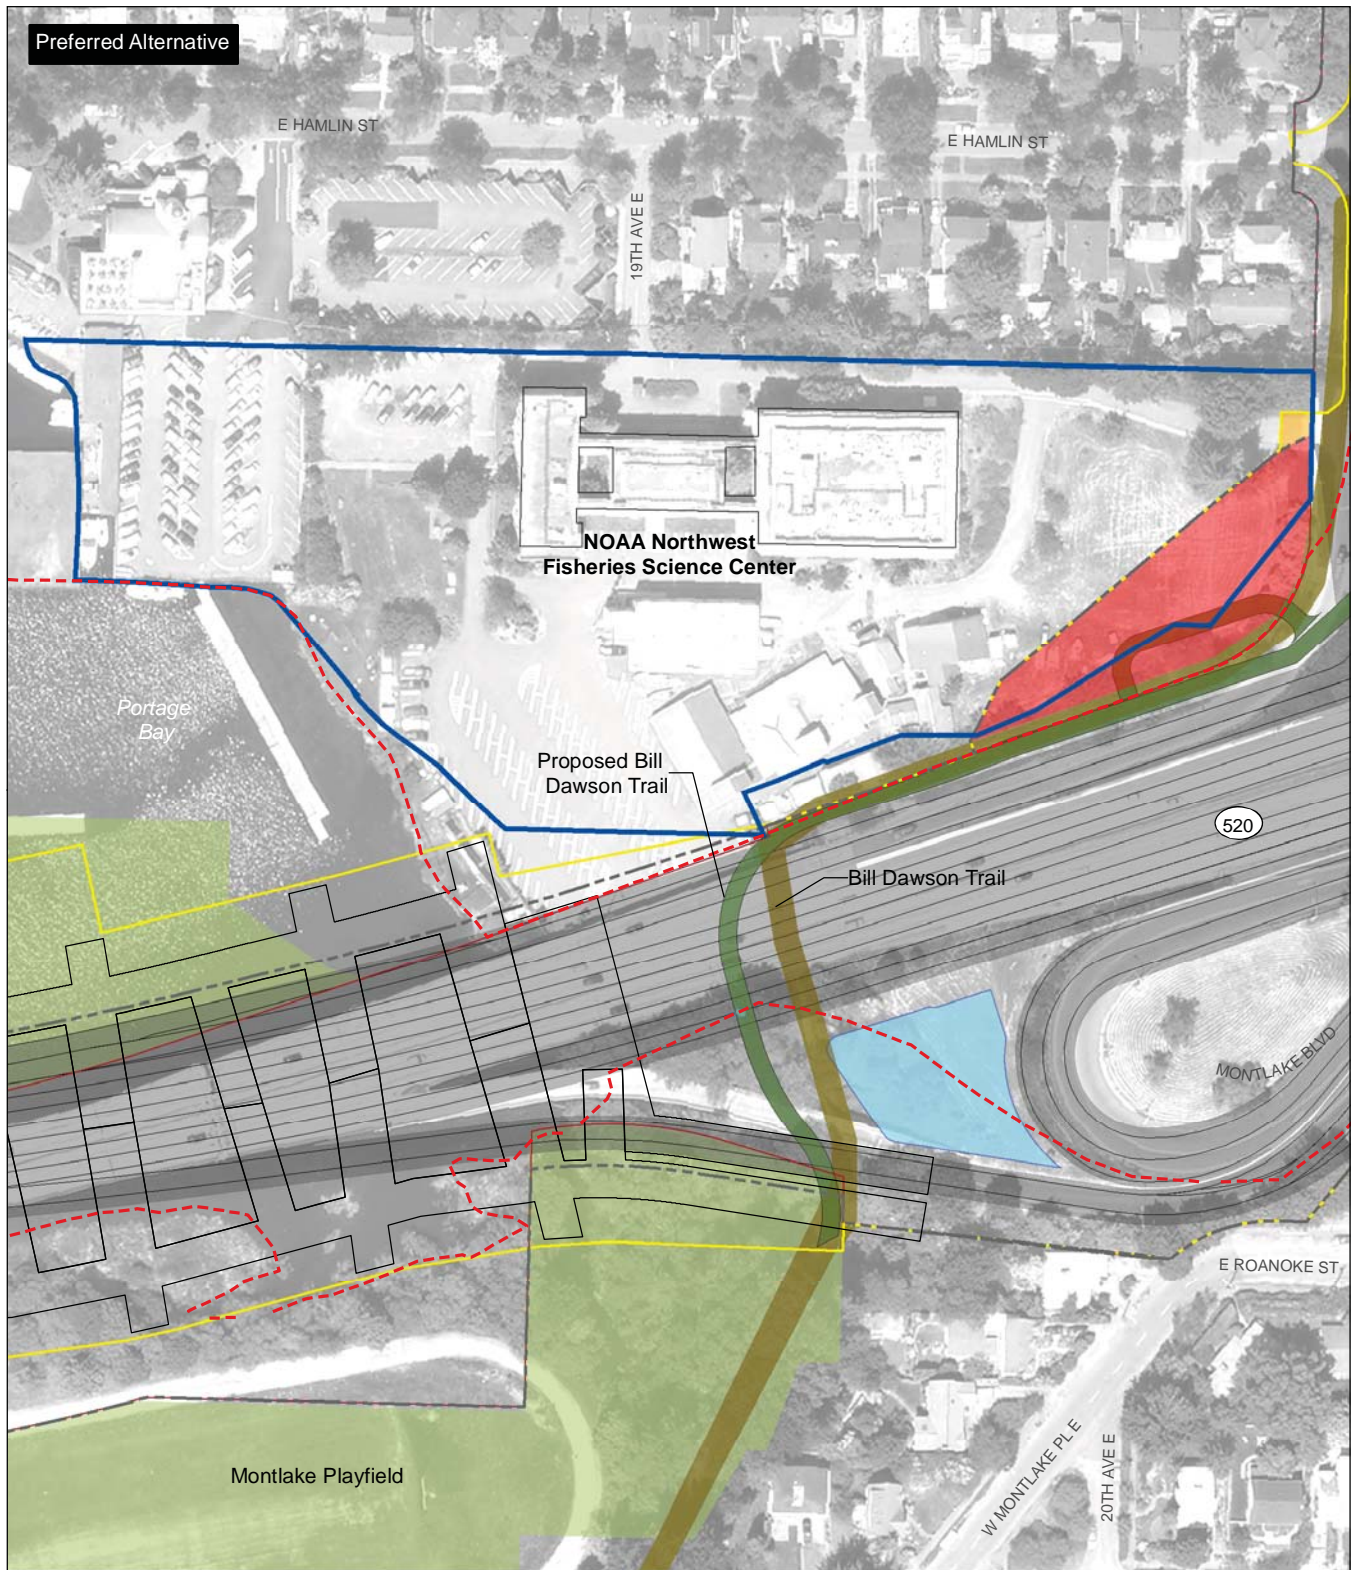 Preferred Alternative
E HAMLIN ST
E HAMLIN ST
19TH AVE E
NOAA Northwest
Fisheries Science Center
Portage
Bay
Proposed Bill
Dawson Trail
520
Bill Dawson Trail
MONTLAKE BLVD
E ROANOKE ST
W MONTLAKE PL E
20TH AVE E
Montlake Playfield